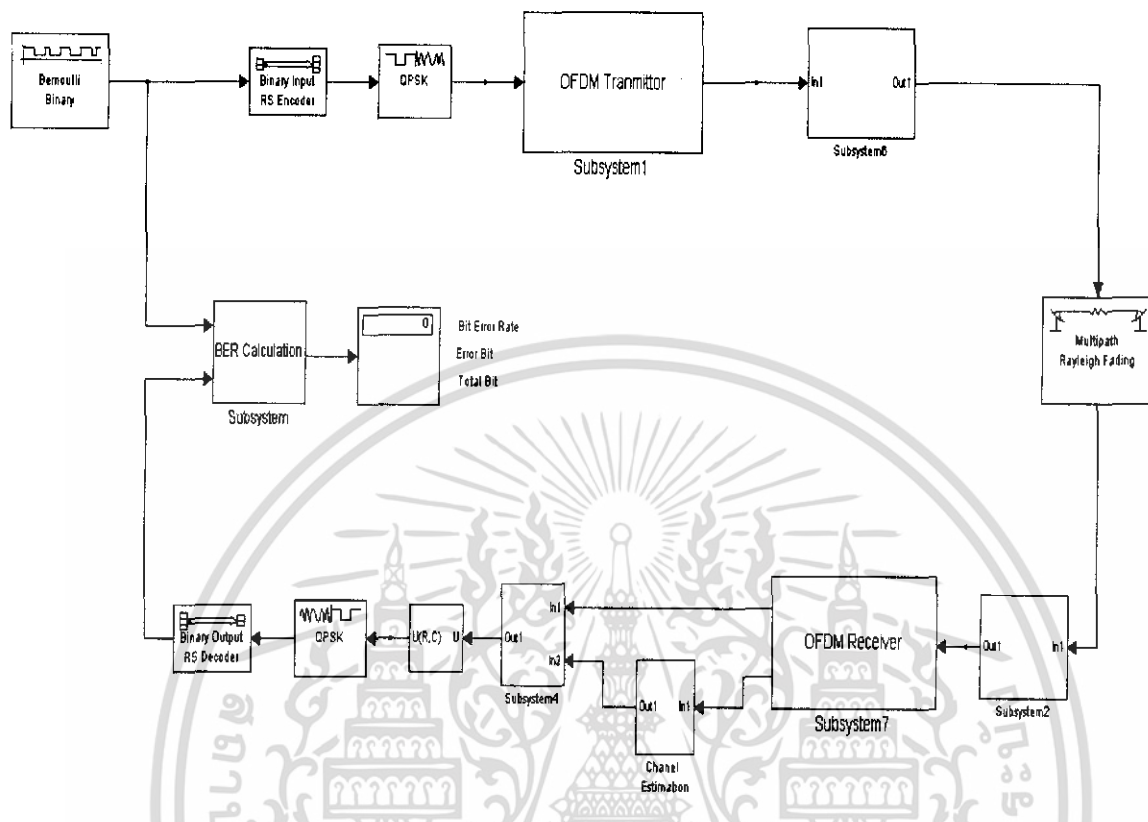 Bernoulli
Binary
Binary Input
RS Encoder
QPSK
OFDM Tranmittor
Subsystem1
In1
Out1
Subsystem6
Multipath
Rayleigh Fading
BER Calculation
Subsystem
0
Bit Error Rate
Error Bit
Total Bit
Binary Output
RS Decoder
QPSK
U(R,C)
U
In1
Out1
In2
Subsystem4
Out1
In1
Chanel
Estimation
OFDM Receiver
Subsystem7
Out1
In1
Subsystem2